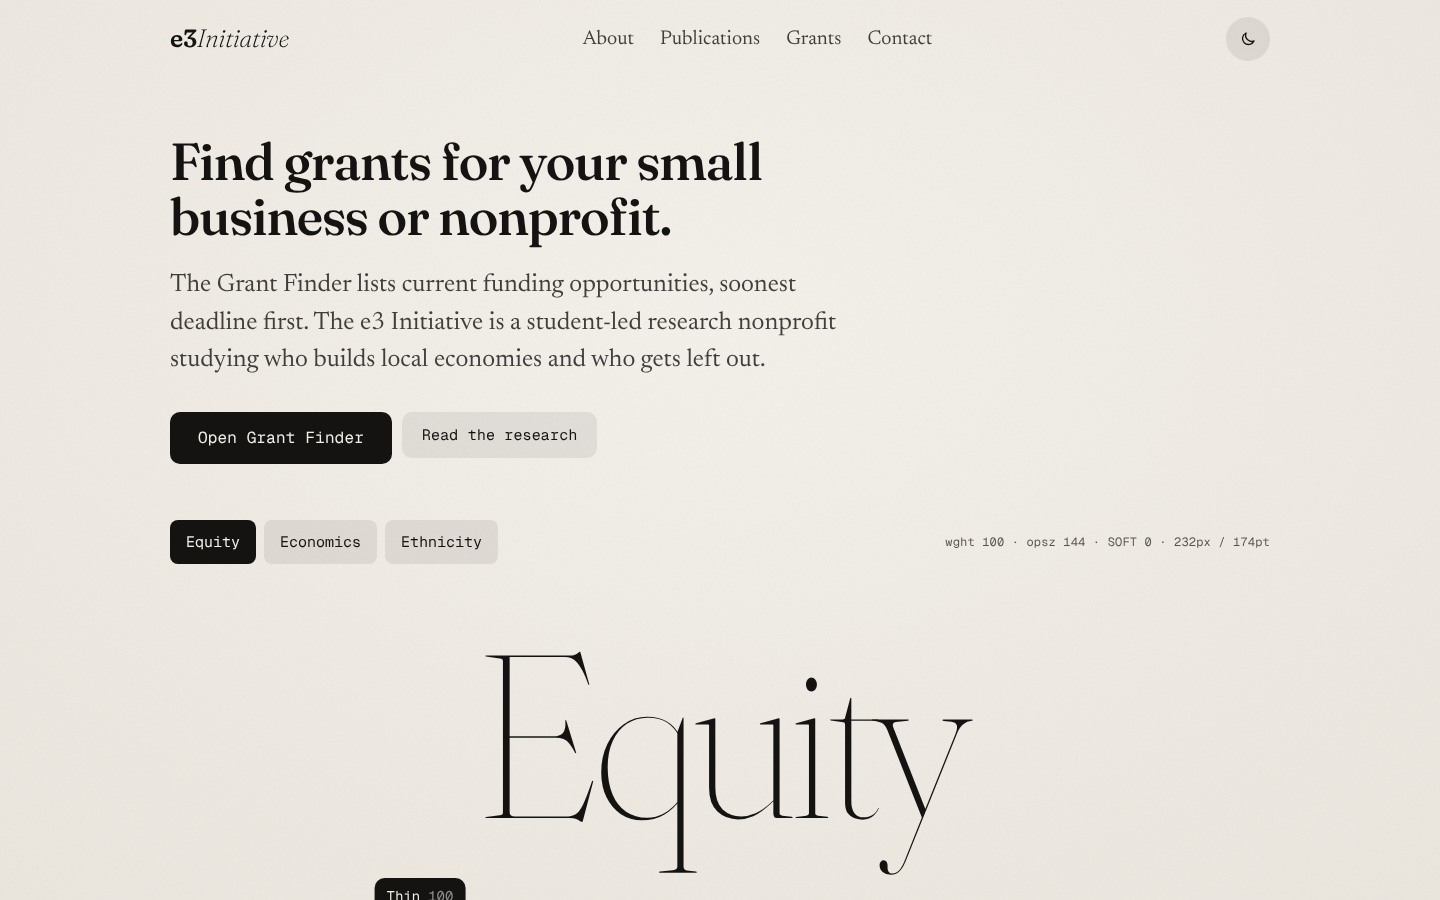 e3Initiative
About Publications Grants Contact
Find grants for your small
business or nonprofit.
The Grant Finder lists current funding opportunities, soonest
deadline first. The e3 Initiative is a student-led research nonprofit
studying who builds local economies and who gets left out.
Open Grant Finder Read the research
Equity Economics Ethnicity wght 100 · opsz 144 · SOFT 0 · 232px / 174pt
Equity
Thin 100